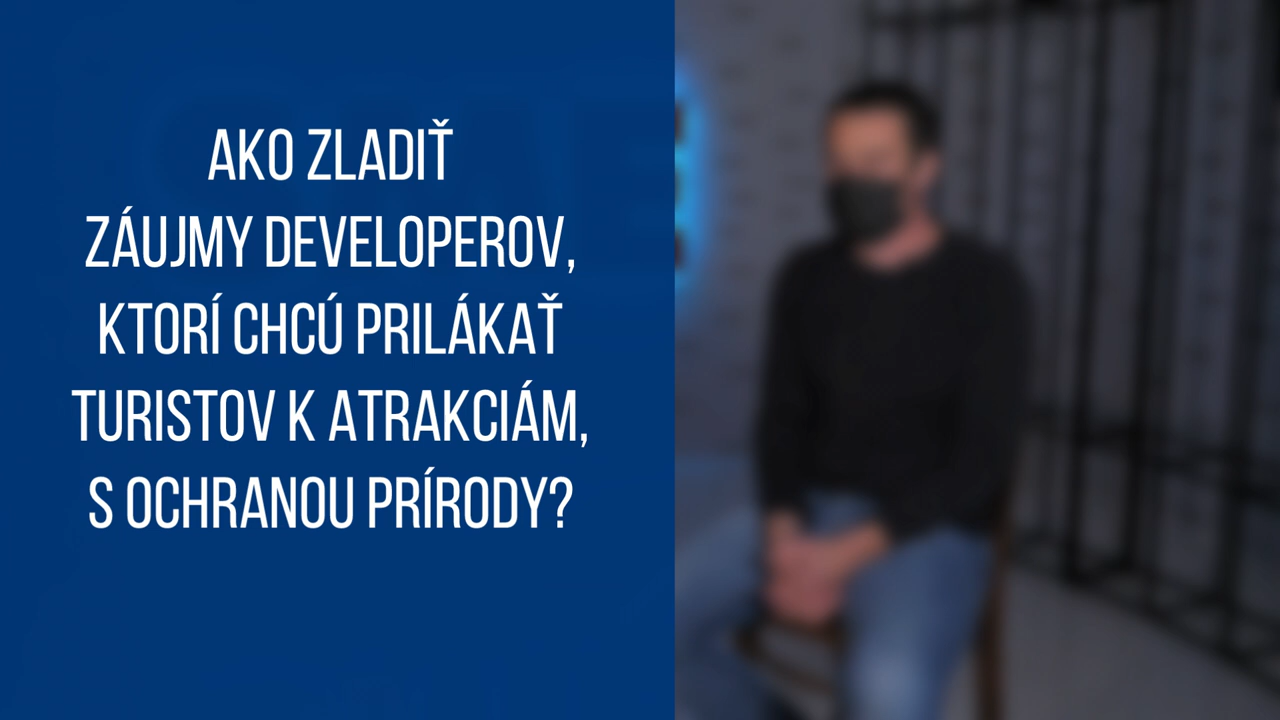 AKO ZLADIŤ
ZÁUJMY DEVELOPEROV,
KTORÍ CHCÚ PRILÁKAŤ
TURISTOV K ATRAKCIÁM,
S OCHRANOU PRÍRODY?